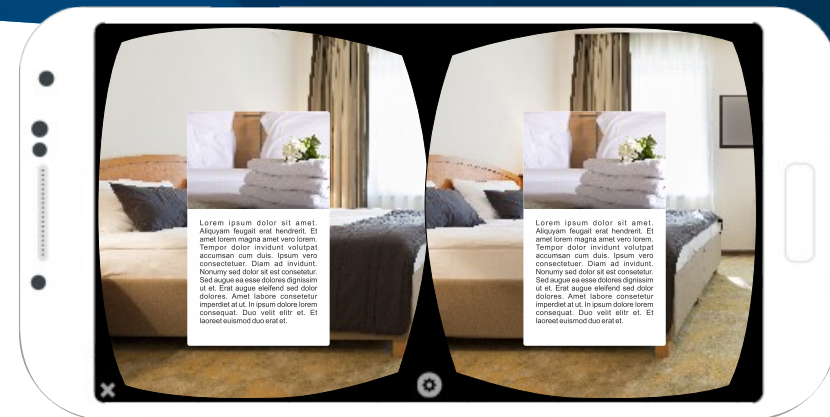 Lorem ipsum dolor sit amet.
Aliquyam feugait erat hendrerit. Et
amet lorem magna amet vero lorem.
Tempor dolor invidunt volutpat
accumsan cum duis. Ipsum vero
consectetuer. Diam ad invidunt.
Nonumy sed dolor sit est consetetur.
Sed augue ea esse dolores dignissim
ut et. Erat augue eleifend sed dolor
dolores. Amet labore consetetur
imperdiet at ut. In ipsum dolore lorem
consequat. Duo velit elitr et. Et
laoreet euismod duo erat et.
Lorem ipsum dolor sit amet.
Aliquyam feugait erat hendrerit. Et
amet lorem magna amet vero lorem.
Tempor dolor invidunt volutpat
accumsan cum duis. Ipsum vero
consectetuer. Diam ad invidunt.
Nonumy sed dolor sit est consetetur.
Sed augue ea esse dolores dignissim
ut et. Erat augue eleifend sed dolor
dolores. Amet labore consetetur
imperdiet at ut. In ipsum dolore lorem
consequat. Duo velit elitr et. Et
laoreet euismod duo erat et.